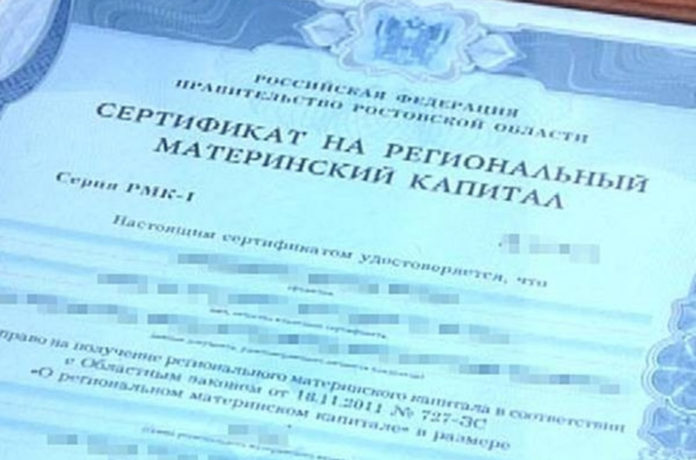 РОССИЙСКАЯ ФЕДЕРАЦИЯ
ПРАВИТЕЛЬСТВО РОСТОВСКОЙ ОБЛАСТИ
СЕРТИФИКАТ НА РЕГИОНАЛЬНЫЙ
МАТЕРИНСКИЙ КАПИТАЛ
Серия РМК-I
Настоящим сертификатом удостоверяется, что
право на получение регионального материнского капитала в соответствии
с Областным законом от 18.11.2011 № 727-ЗС
«О региональном материнском капитале» в размере